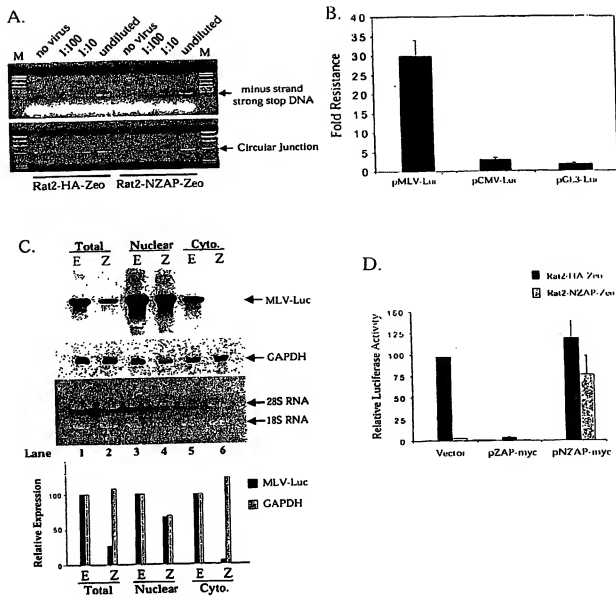 A.
M no virus 1:100 1:10 undiluted no virus 1:100 1:10 undiluted M
minus strand
strong stop DNA
Circular Junction
Rat2-HA-Zeo Rat2-NZAP-Zeo
B.
Fold Resistance
40
35
30
25
20
15
10
5
0
pMLV-Luc pCMV-Luc pGL3-Luc
C.
Total Nuclear Cyto.
E Z E Z E Z
MLV-Luc
GAPDH
28S RNA
18S RNA
Lane 1 2 3 4 5 6
MLV-Luc
GAPDH
Relative Expression
100
50
0
E Z E Z E Z
Total Nuclear Cyto.
D.
Rat2-HA-Zeo
Rat2-NZAP-Zeo
Relative Luciferase Activity
150
125
100
75
50
25
0
Vector pZAP-myc pNZAP-myc